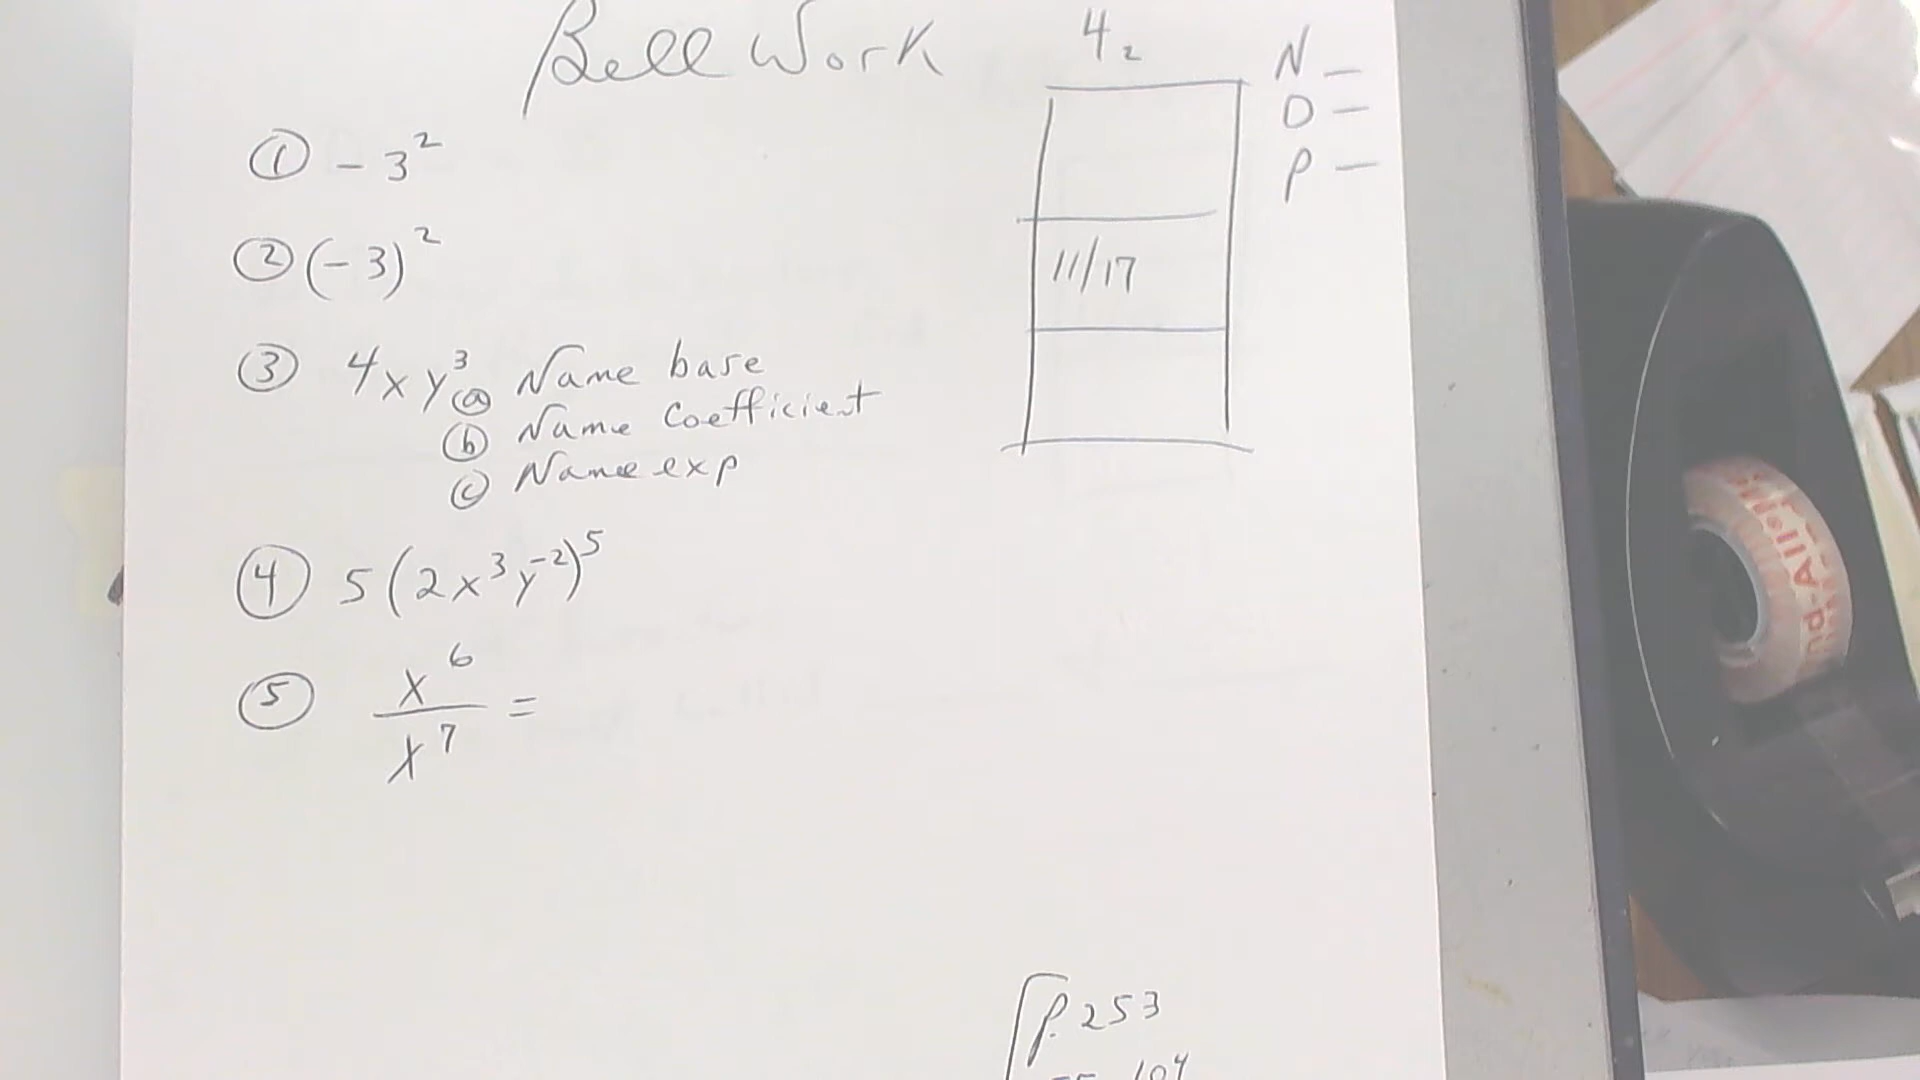 Bell Work
① -3²
② (-3)²
③ 4xy³ ⓐ Name base
ⓑ Name Coefficient
ⓒ Name exp
④ 5(2x³y⁻²)⁵
⑤ x⁶/x⁷ =
4₂
N —
D —
P —
11/17
p. 253